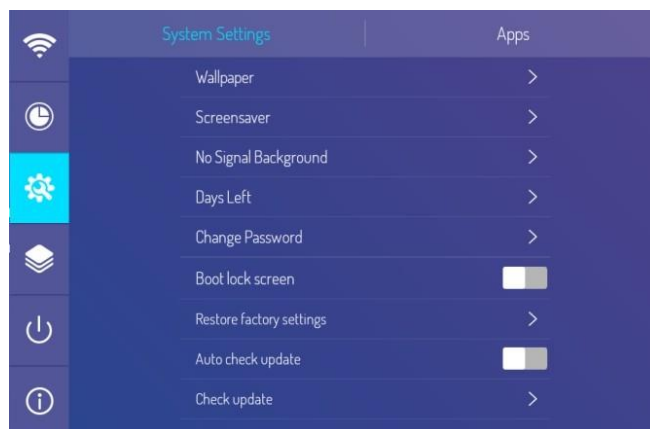 System Settings Apps
Wallpaper
Screensaver
No Signal Background
Days Left
Change Password
Boot lock screen
Restore factory settings
Auto check update
Check update